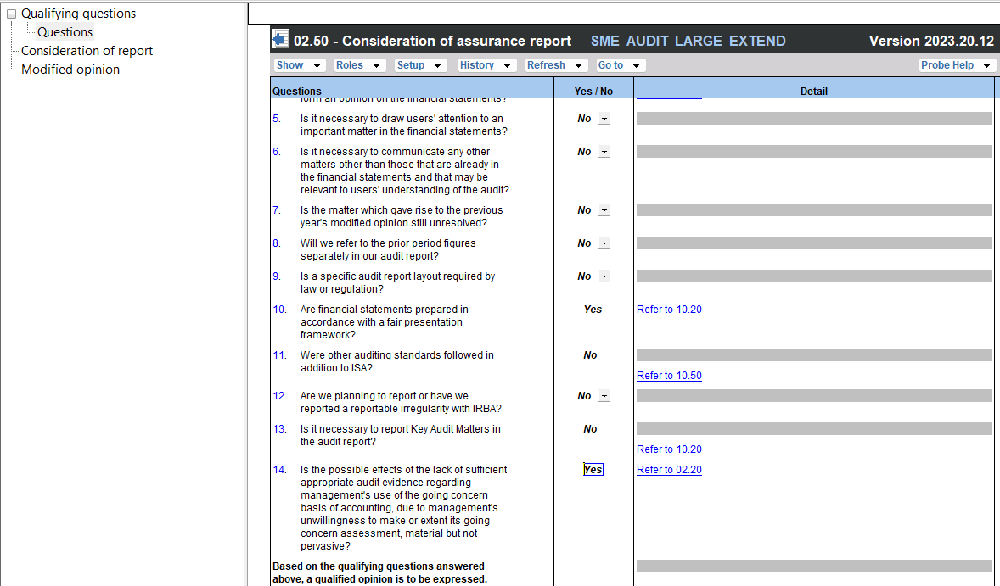 Qualifying questions
Questions
Consideration of report
Modified opinion
02.50 - Consideration of assurance report SME AUDIT LARGE EXTEND Version 2023.20.12
Show Roles Setup History Refresh Go to Probe Help
Questions Yes / No Detail
form an opinion on the financial statements?
5. Is it necessary to draw users' attention to an No
important matter in the financial statements?
6. Is it necessary to communicate any other No
matters other than those that are already in
the financial statements and that may be
relevant to users' understanding of the audit?
7. Is the matter which gave rise to the previous No
year's modified opinion still unresolved?
8. Will we refer to the prior period figures No
separately in our audit report?
9. Is a specific audit report layout required by No
law or regulation?
10. Are financial statements prepared in Yes Refer to 10.20
accordance with a fair presentation
framework?
11. Were other auditing standards followed in No
addition to ISA?
Refer to 10.50
12. Are we planning to report or have we No
reported a reportable irregularity with IRBA?
13. Is it necessary to report Key Audit Matters in No
the audit report?
Refer to 10.20
14. Is the possible effects of the lack of sufficient Yes Refer to 02.20
appropriate audit evidence regarding
management's use of the going concern
basis of accounting, due to management's
unwillingness to make or extent its going
concern assessment, material but not
pervasive?
Based on the qualifying questions answered
above, a qualified opinion is to be expressed.